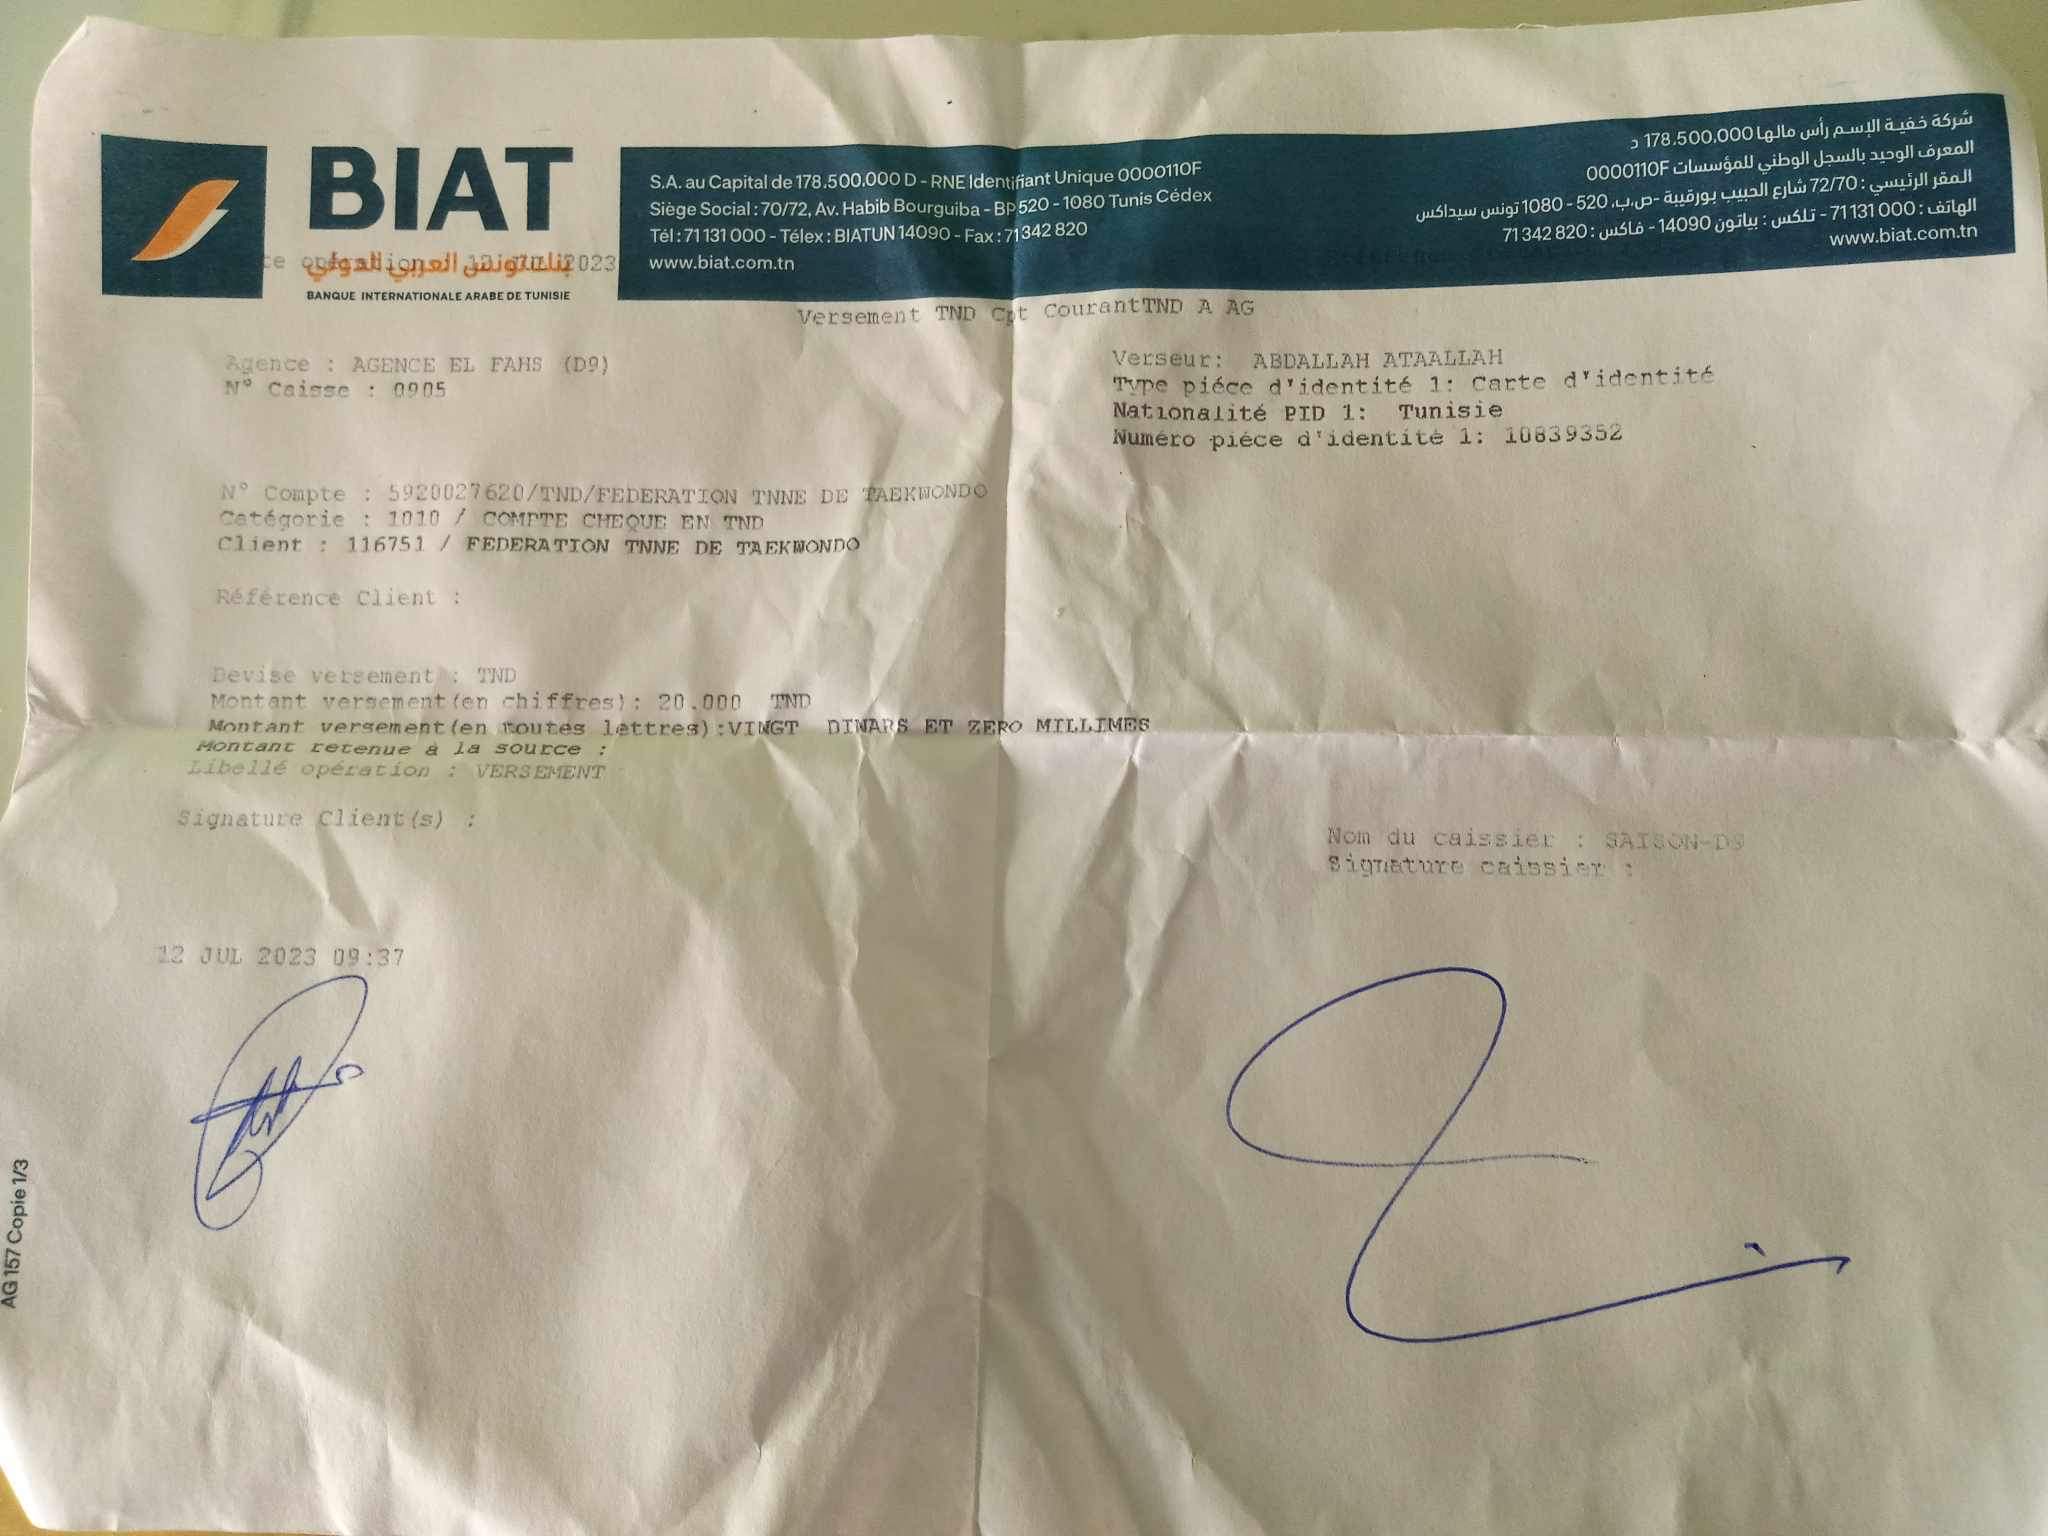 BIAT
بنك تونس العربي الدولي
BANQUE INTERNATIONALE ARABE DE TUNISIE
S.A. au Capital de 178.500.000 D - RNE Identifiant Unique 0000110F
Siège Social : 70/72, Av. Habib Bourguiba - BP 520 - 1080 Tunis Cédex
Tél : 71 131 000 - Télex : BIATUN 14090 - Fax : 71 342 820
www.biat.com.tn
شركة خفية الإسم رأس مالها 178.500.000 د
المعرف الوحيد بالسجل الوطني للمؤسسات 0000110F
المقر الرئيسي : 72/70 شارع الحبيب بورقيبة -ص.ب. 520 - 1080 تونس سيداكس
الهاتف : 71 131 000 - تلكس : بياتون 14090 - فاكس : 71 342 820
www.biat.com.tn
operation : 2023
Versement TND Cpt CourantTND A AG
Agence : AGENCE EL FAHS (D9)
N° Caisse : 0905
Verseur: ABDALLAH ATAALLAH
Type piéce d'identité 1: Carte d'identité
Nationalité PID 1: Tunisie
Numéro piéce d'identité 1: 10839352
N° Compte : 5920027620/TND/FEDERATION TNNE DE TAEKWONDO
Catégorie : 1010 / COMPTE CHEQUE EN TND
Client : 116751 / FEDERATION TNNE DE TAEKWONDO
Référence Client :
Devise versement : TND
Montant versement(en chiffres): 20.000 TND
Montant versement(en toutes lettres):VINGT DINARS ET ZERO MILLIMES
Montant retenue à la source :
Libellé opération : VERSEMENT
Signature Client(s) :
Nom du caissier : SAISON-D9
Signature caissier :
12 JUL 2023 09:37
AG 157 Copie 1/3